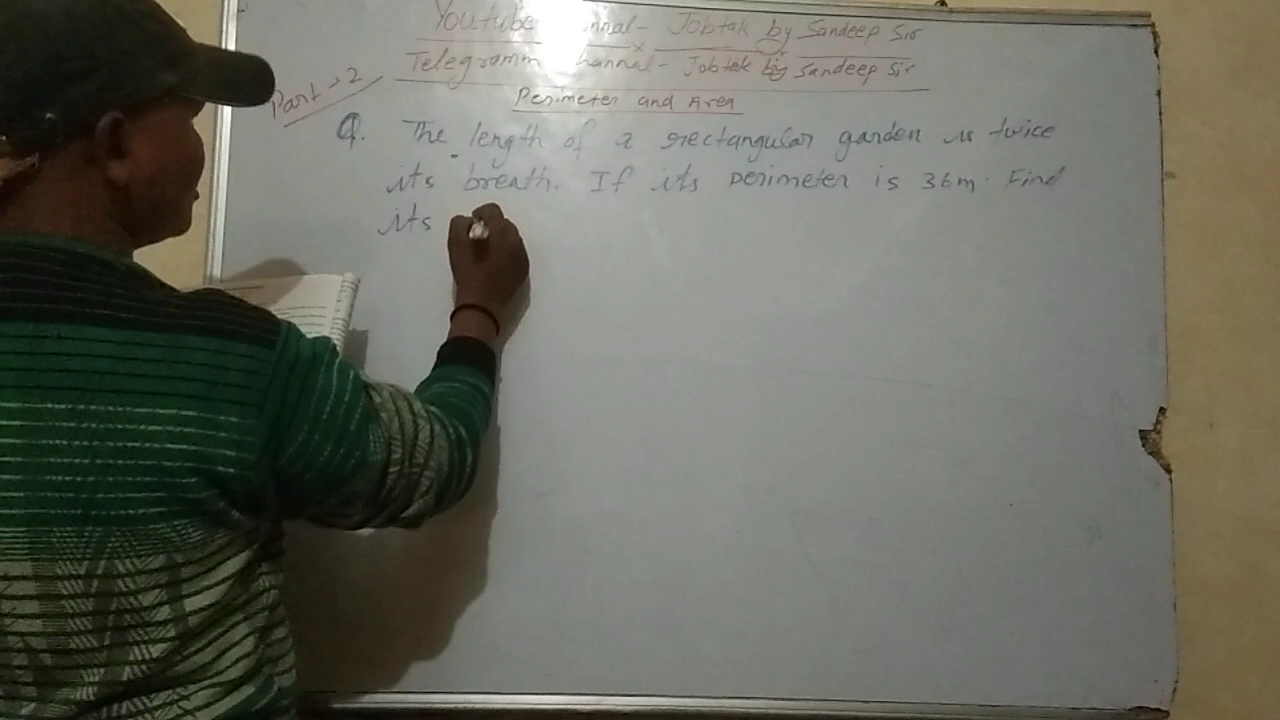 Youtube nnal- Jobtak by Sandeep Sir
Telegramm hannal- Jobtak by Sandeep Sir
Part-2
Perimeter and Area
Q. The length of a rectangular garden is twice
its breath. If its perimeter is 36m. Find
its